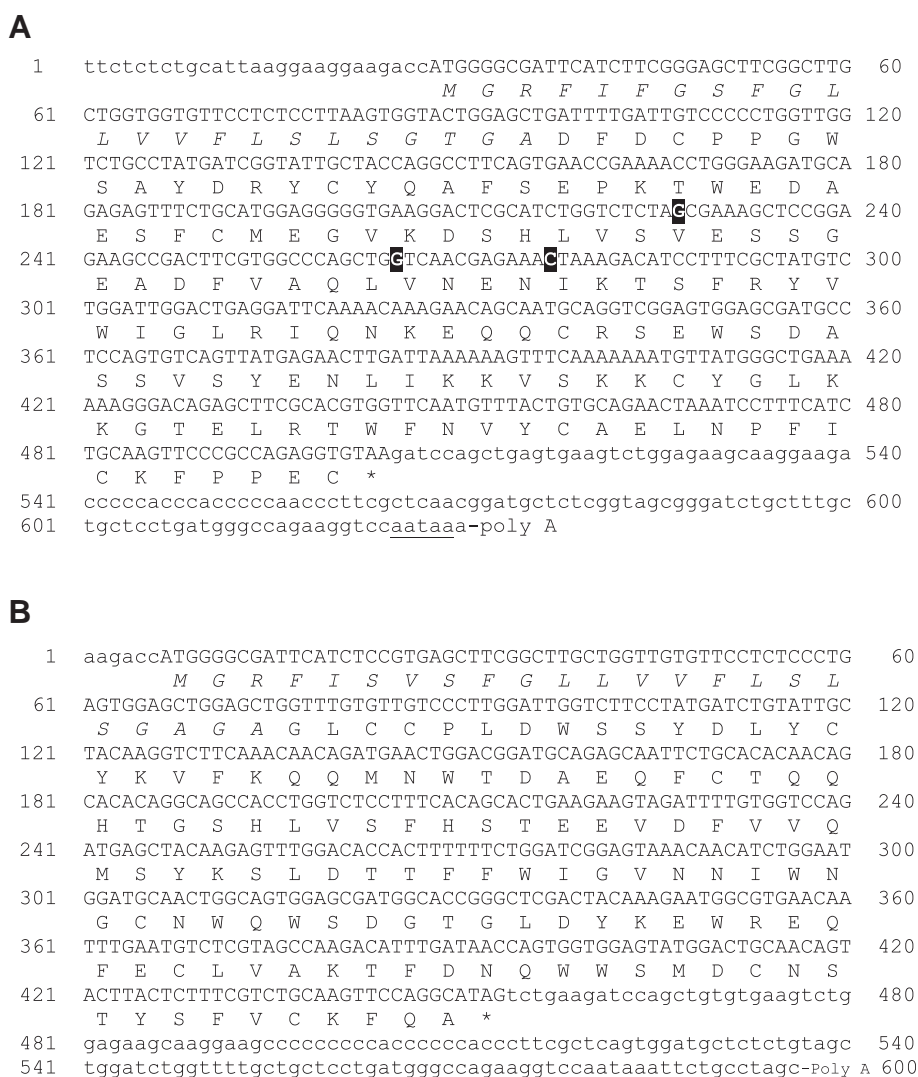 A
1 ttctctctgcattaaggaaggaagaccATGGGGCGATTCATCTTCGGGAGCTTCGGCTTG 60
M G R F I F G S F G L
61 CTGGTGGTGTTCCTCTCCTTAAGTGGTACTGGAGCTGATTTTGATTGTCCCCCTGGTTGG 120
L V V F L S L S G T G A D F D C P P G W
121 TCTGCCTATGATCGGTATTGCTACCAGGCCTTCAGTGAACCGAAAACCTGGGAAGATGCA 180
S A Y D R Y C Y Q A F S E P K T W E D A
181 GAGAGTTTCTGCATGGAGGGGGTGAAGGACTCGCATCTGGTCTCTAGCGAAAGCTCCGGA 240
E S F C M E G V K D S H L V S V E S S G
241 GAAGCCGACTTCGTGGCCCAGCTGGTCAACGAGAAACTAAAGACATCCTTTCGCTATGTC 300
E A D F V A Q L V N E N I K T S F R Y V
301 TGGATTGGACTGAGGATTCAAAACAAAGAACAGCAATGCAGGTCGGAGTGGAGCGATGCC 360
W I G L R I Q N K E Q Q C R S E W S D A
361 TCCAGTGTCAGTTATGAGAACTTGATTAAAAAAGTTTCAAAAAAATGTTATGGGCTGAAA 420
S S V S Y E N L I K K V S K K C Y G L K
421 AAAGGGACAGAGCTTCGCACGTGGTTCAATGTTTACTGTGCAGAACTAAATCCTTTCATC 480
K G T E L R T W F N V Y C A E L N P F I
481 TGCAAGTTCCCGCCAGAGGTGTAAgatccagctgagtgaagtctggagaagcaaggaaga 540
C K F P P E C *
541 cccccacccacccccaacccttcgctcaacggatgctctcggtagcgggatctgctttgc 600
601 tgctcctgatgggccagaaggtccaataaa-poly A
B
1 aagaccATGGGGCGATTCATCTCCGTGAGCTTCGGCTTGCTGGTTGTGTTCCTCTCCCTG 60
M G R F I S V S F G L L V V F L S L
61 AGTGGAGCTGGAGCTGGTTTGTGTTGTCCCTTGGATTGGTCTTCCTATGATCTGTATTGC 120
S G A G A G L C C P L D W S S Y D L Y C
121 TACAAGGTCTTCAAACAACAGATGAACTGGACGGATGCAGAGCAATTCTGCACACAACAG 180
Y K V F K Q Q M N W T D A E Q F C T Q Q
181 CACACAGGCAGCCACCTGGTCTCCTTTCACAGCACTGAAGAAGTAGATTTTGTGGTCCAG 240
H T G S H L V S F H S T E E V D F V V Q
241 ATGAGCTACAAGAGTTTGGACACCACTTTTTTCTGGATCGGAGTAAACAACATCTGGAAT 300
M S Y K S L D T T F F W I G V N N I W N
301 GGATGCAACTGGCAGTGGAGCGATGGCACCGGGCTCGACTACAAAGAATGGCGTGAACAA 360
G C N W Q W S D G T G L D Y K E W R E Q
361 TTTGAATGTCTCGTAGCCAAGACATTTGATAACCAGTGGTGGAGTATGGACTGCAACAGT 420
F E C L V A K T F D N Q W W S M D C N S
421 ACTTACTCTTTCGTCTGCAAGTTCCAGGCATAGtctgaagatccagctgtgtgaagtctg 480
T Y S F V C K F Q A *
481 gagaagcaaggaagcccccccccacccccccacccttcgctcagtggatgctctctgtagc 540
541 tggatctggttttgctgctcctgatgggccagaaggtccaataaattctgcctagc-Poly A 600